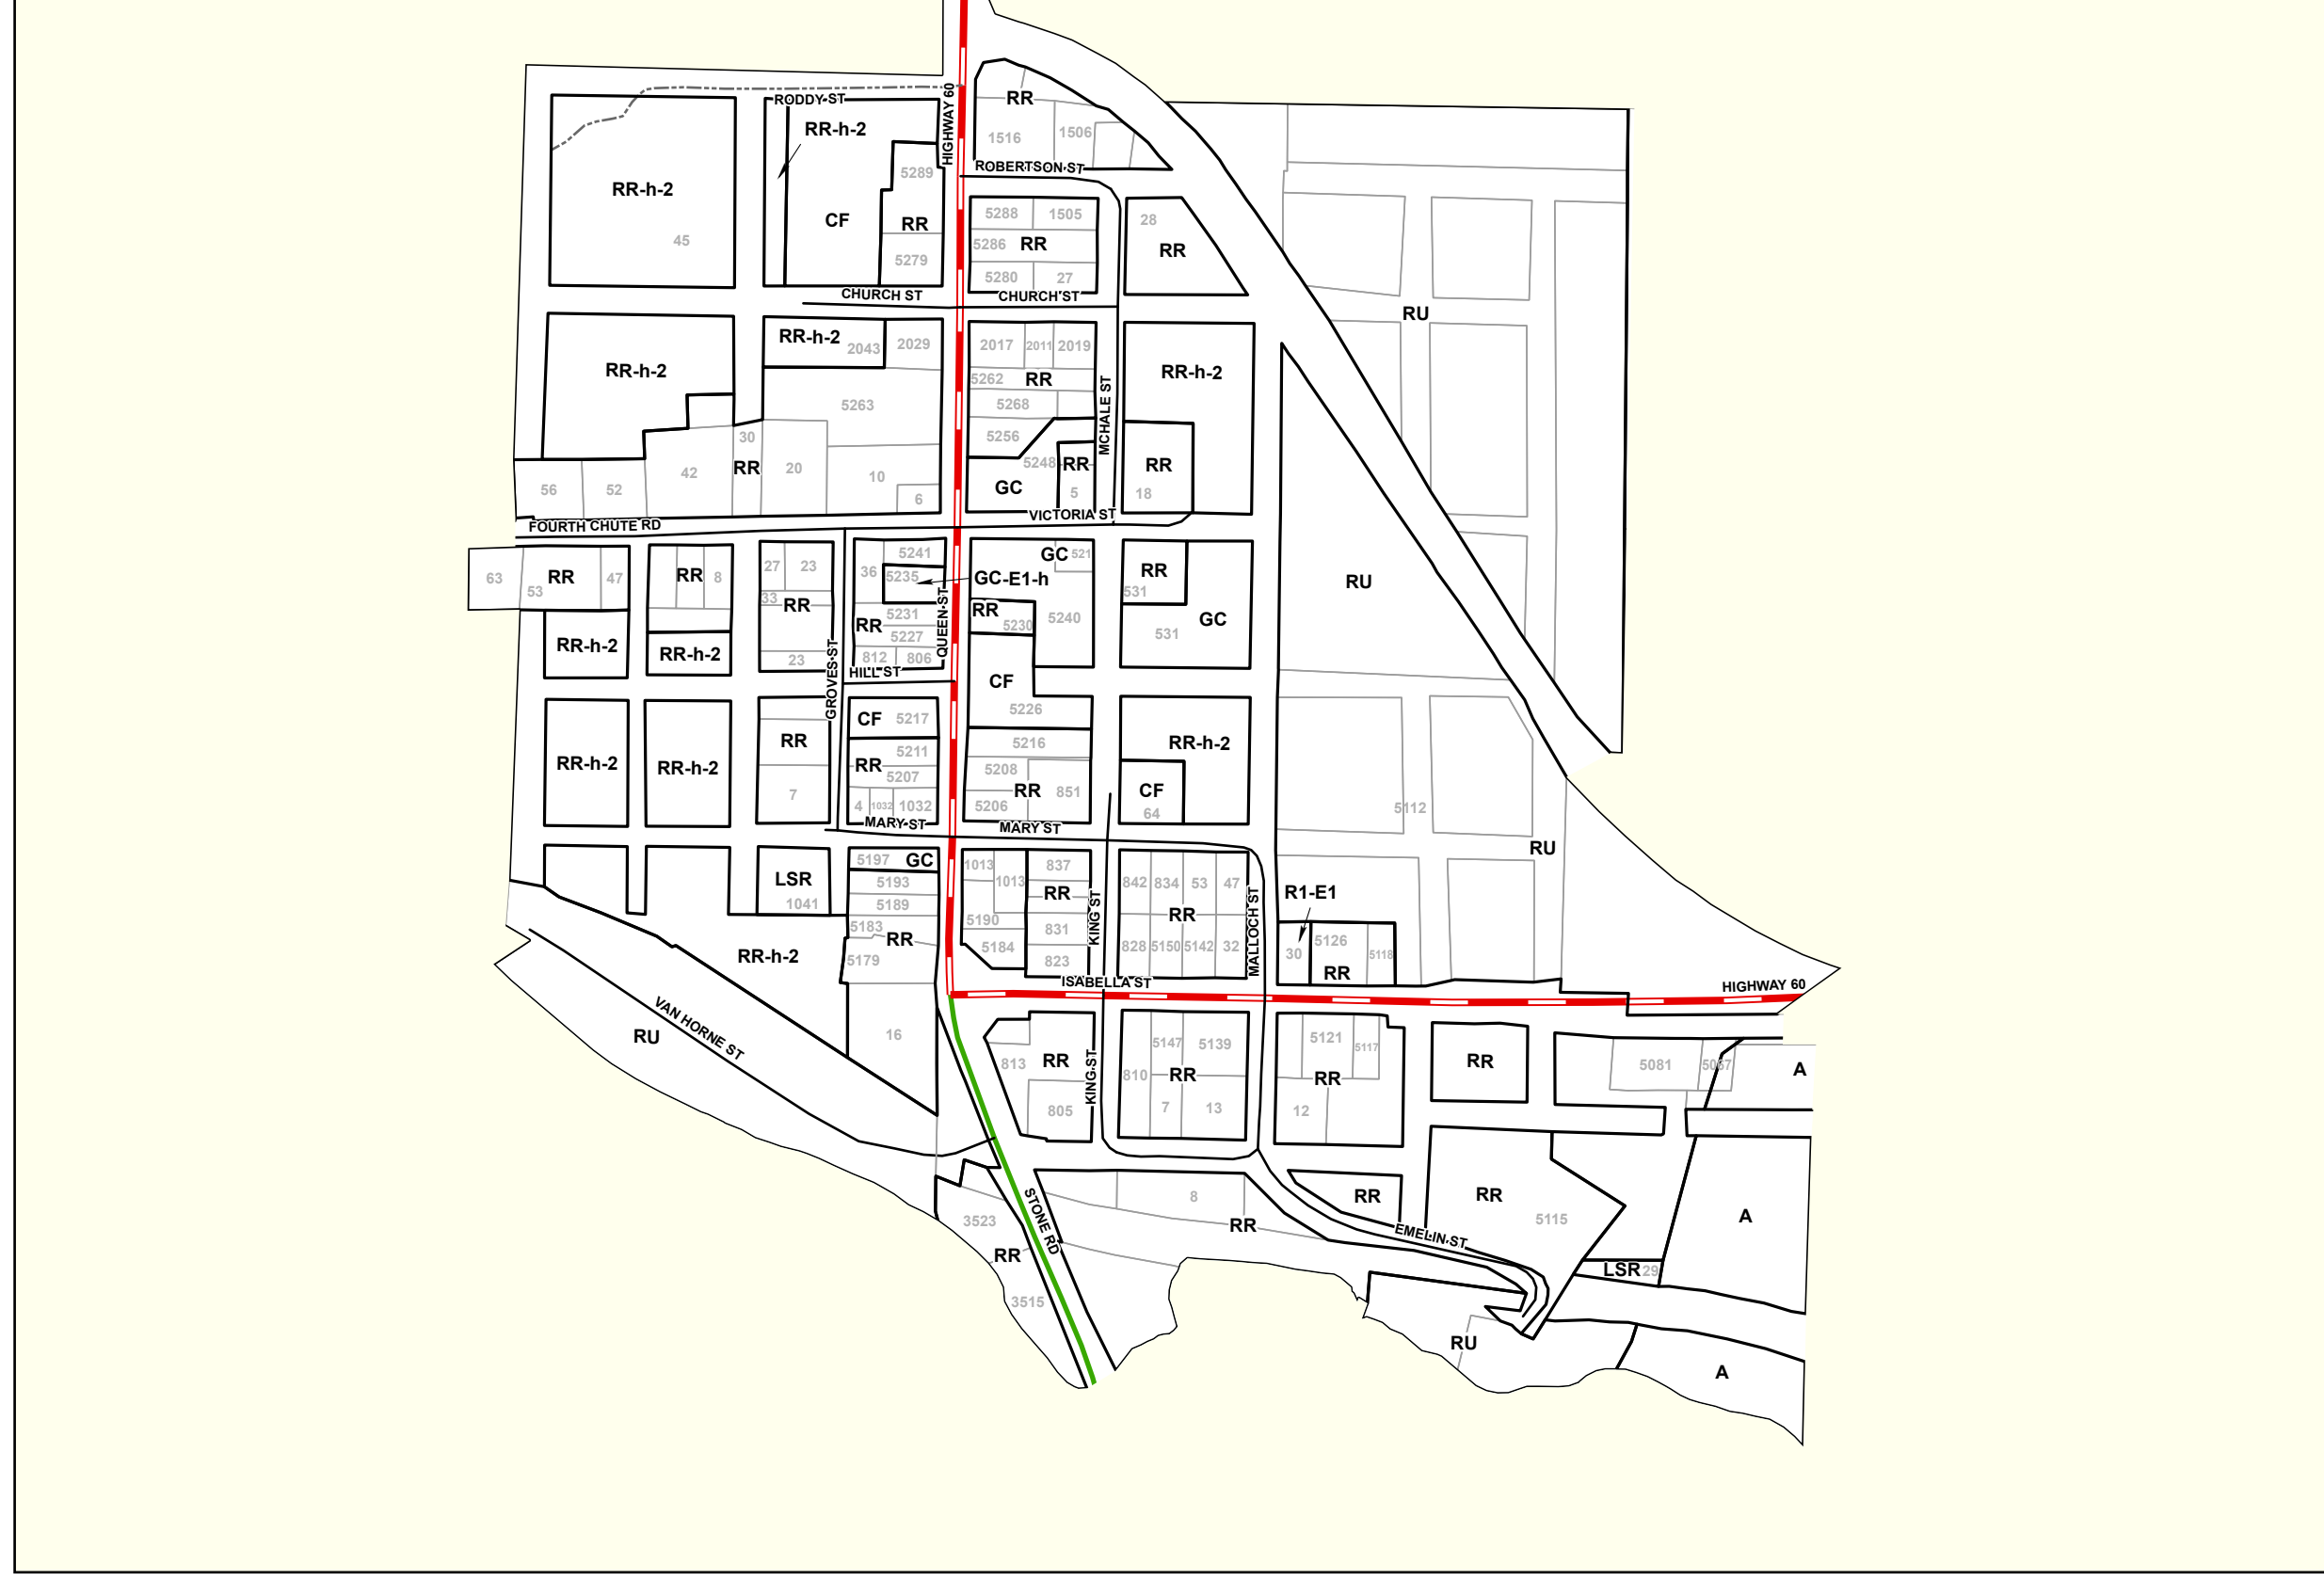 RODDY ST
HIGHWAY 60
RR
RR-h-2
1516
1506
ROBERTSON ST
5289
RR-h-2
CF
RR
45
5279
5288
1505
5286
RR
5280
27
28
RR
CHURCH ST
CHURCH ST
RU
RR-h-2
2043
2029
2017
2011
2019
RR-h-2
5262
RR
RR-h-2
5263
5268
MCHALE ST
30
5256
42
RR
20
10
5248
RR
RR
56
52
6
GC
5
18
VICTORIA ST
FOURTH CHUTE RD
63
53
RR
47
RR
8
27
23
33
RR
36
5241
5235
GC-E1-h
GC
521
RR
531
RU
RR
5230
5240
531
GC
5231
RR
5227
QUEEN ST
RR-h-2
RR-h-2
23
812
806
HILL ST
GROVES ST
CF
5226
CF
5217
RR
5211
RR
5207
5216
RR-h-2
RR-h-2
RR-h-2
7
4
1032
1032
5208
RR
851
5206
CF
64
5112
MARY ST
MARY ST
RU
5197
GC
LSR
1041
5193
5189
5183
RR
5179
1013
1013
837
RR
5190
831
5184
823
KING ST
842
834
53
47
RR
828
5150
5142
32
MALLOCH ST
R1-E1
30
5126
5118
RR
RR-h-2
ISABELLA ST
HIGHWAY 60
VAN HORNE ST
RU
16
813
RR
805
KING ST
5147
5139
810
RR
7
13
5121
5117
RR
12
RR
5081
5067
A
STONE RD
8
RR
RR
RR
5115
A
EMELIN ST
3523
RR
3515
LSR
29
RU
A